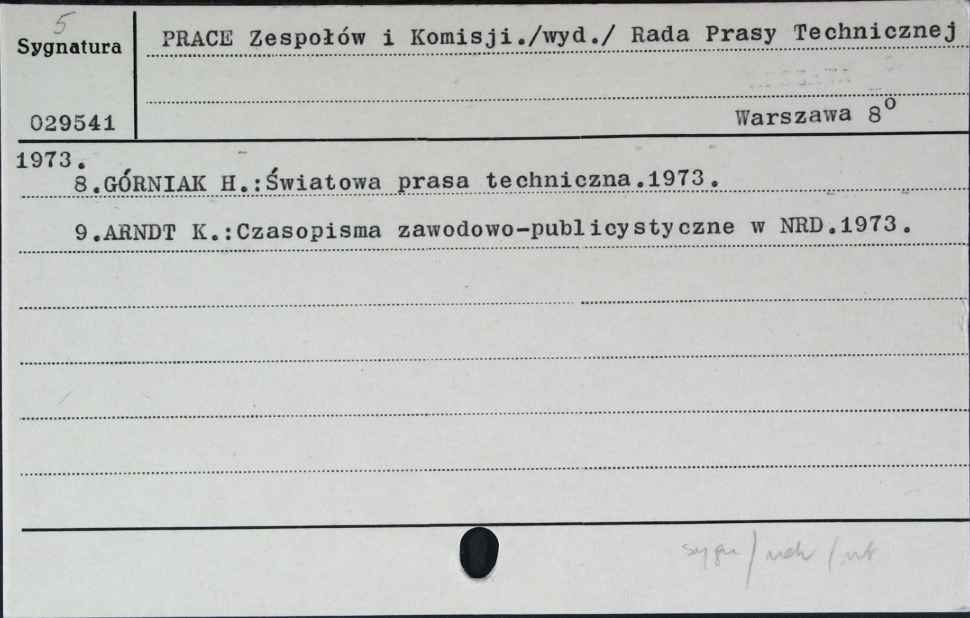 5
Sygnatura
PRACE Zespołów i Komisji./wyd./ Rada Prasy Technicznej
029541
Warszawa 8⁰
1973.
8.GÓRNIAK H.:Światowa prasa techniczna.1973.
9.ARNDT K.:Czasopisma zawodowo-publicystyczne w NRD.1973.